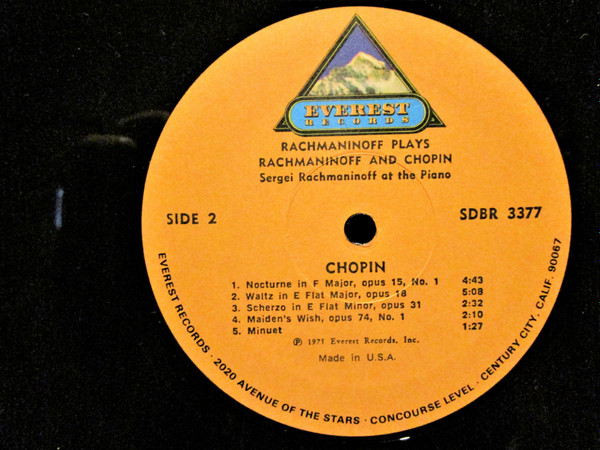 EVEREST
RECORDS
RACHMANINOFF PLAYS
RACHMANINOFF AND CHOPIN
Sergei Rachmaninoff at the Piano
SIDE 2
SDBR 3377
CHOPIN
1. Nocturne in F Major, opus 15, No. 1 4:43
2. Waltz in E Flat Major, opus 18 5:08
3. Scherzo in E Flat Minor, opus 31 2:32
4. Maiden's Wish, opus 74, No. 1 2:10
5. Minuet 1:27
℗ 1975 Everest Records, Inc.
Made in U.S.A.
EVEREST RECORDS · 2020 AVENUE OF THE STARS · CONCOURSE LEVEL · CENTURY CITY, CALIF. 90067